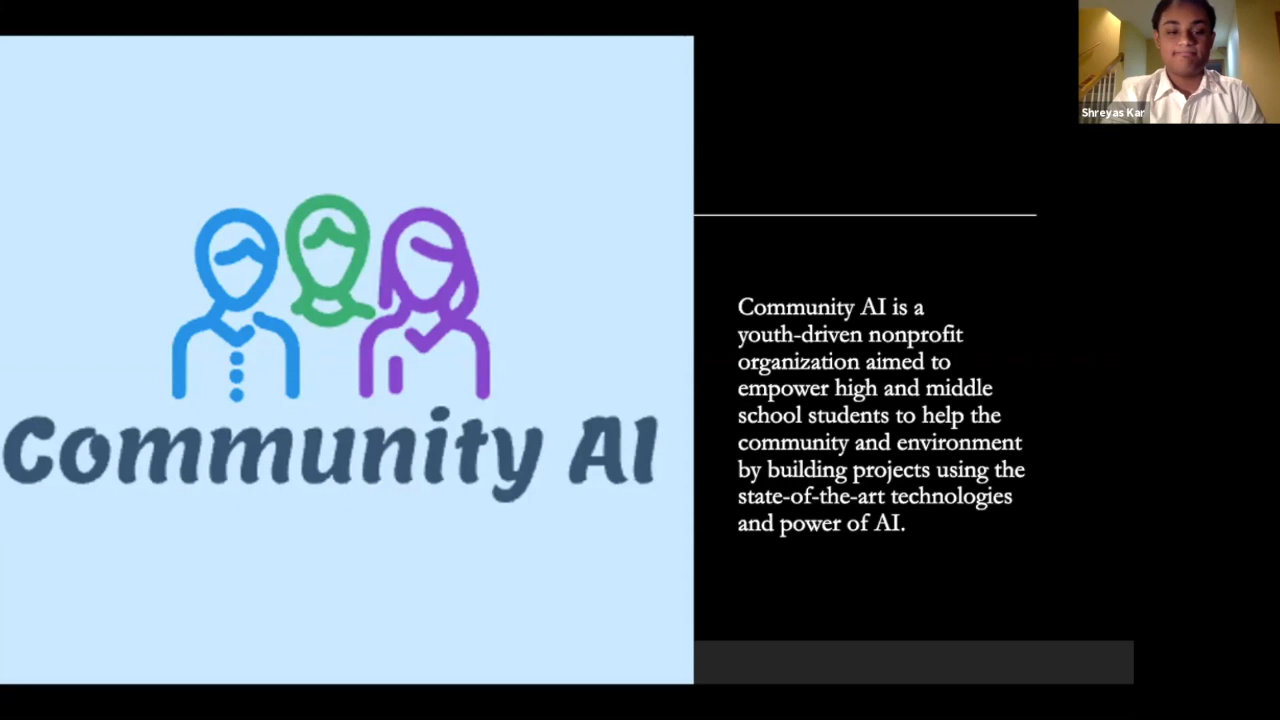 Shreyas Kar
Community AI
Community AI is a
youth-driven nonprofit
organization aimed to
empower high and middle
school students to help the
community and environment
by building projects using the
state-of-the-art technologies
and power of AI.